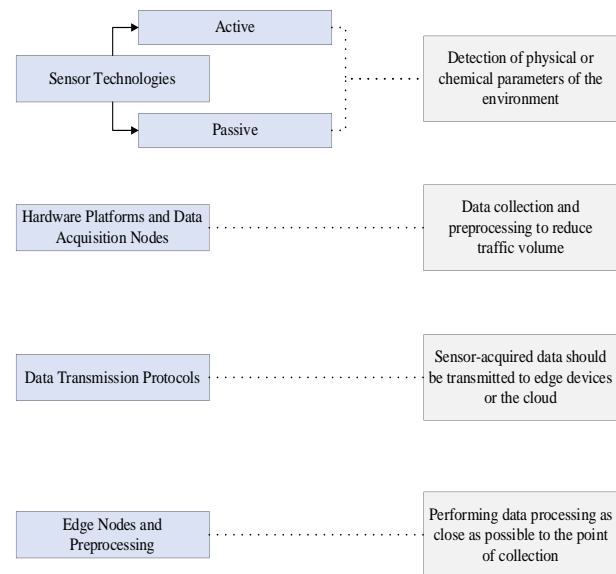 Active
Sensor Technologies
Passive
Detection of physical or
chemical parameters of the
environment
Hardware Platforms and Data
Acquisition Nodes
Data collection and
preprocessing to reduce
traffic volume
Data Transmission Protocols
Sensor-acquired data should
be transmitted to edge devices
or the cloud
Edge Nodes and
Preprocessing
Performing data processing as
close as possible to the point
of collection